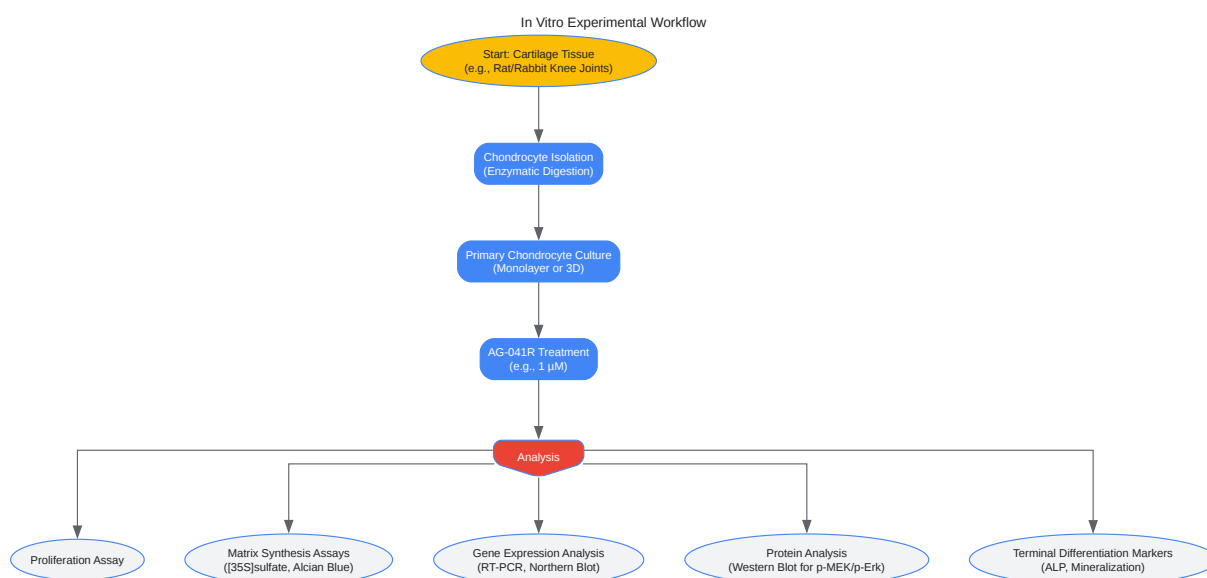 In Vitro Experimental Workflow
Start: Cartilage Tissue
(e.g., Rat/Rabbit Knee Joints)
Chondrocyte Isolation
(Enzymatic Digestion)
Primary Chondrocyte Culture
(Monolayer or 3D)
AG-041R Treatment
(e.g., 1 µM)
Analysis
Proliferation Assay
Matrix Synthesis Assays
([35S]sulfate, Alcian Blue)
Gene Expression Analysis
(RT-PCR, Northern Blot)
Protein Analysis
(Western Blot for p-MEK/p-Erk)
Terminal Differentiation Markers
(ALP, Mineralization)